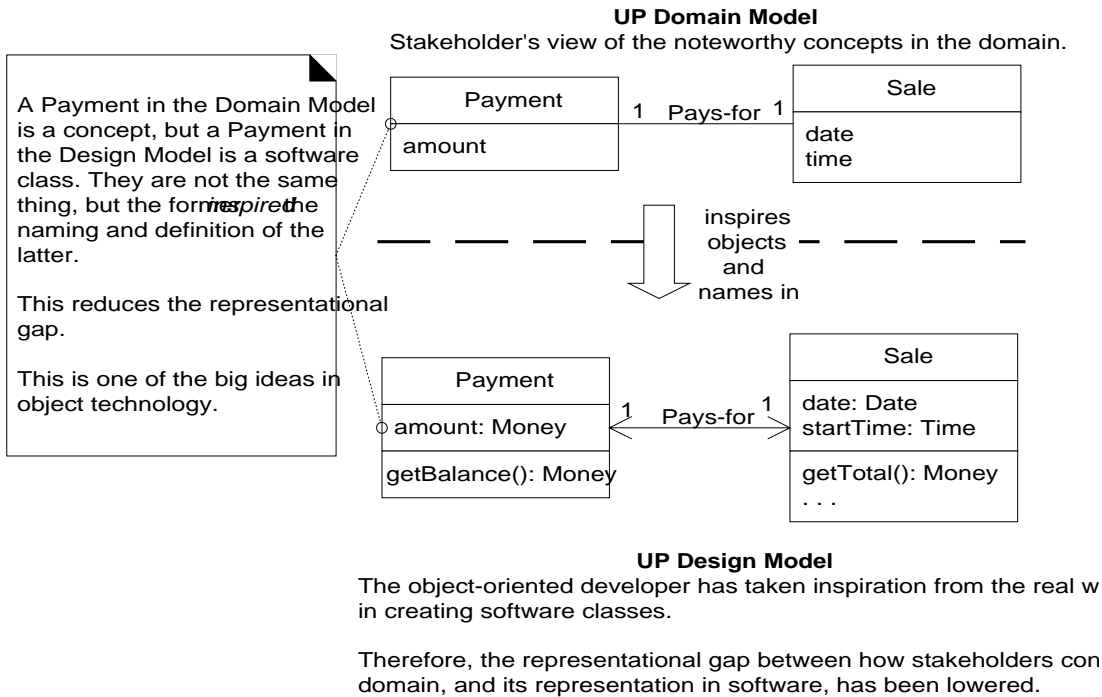 UP Domain Model
Stakeholder's view of the noteworthy concepts in the domain.
A Payment in the Domain Model
is a concept, but a Payment in
the Design Model is a software
class. They are not the same
thing, but the former inspired the
naming and definition of the
latter.
This reduces the representational
gap.
This is one of the big ideas in
object technology.
Payment
amount
1 Pays-for 1
Sale
date
time
inspires
objects
and
names in
Payment
amount: Money
getBalance(): Money
1 Pays-for 1
Sale
date: Date
startTime: Time
getTotal(): Money
. . .
UP Design Model
The object-oriented developer has taken inspiration from the real w
in creating software classes.
Therefore, the representational gap between how stakeholders con
domain, and its representation in software, has been lowered.